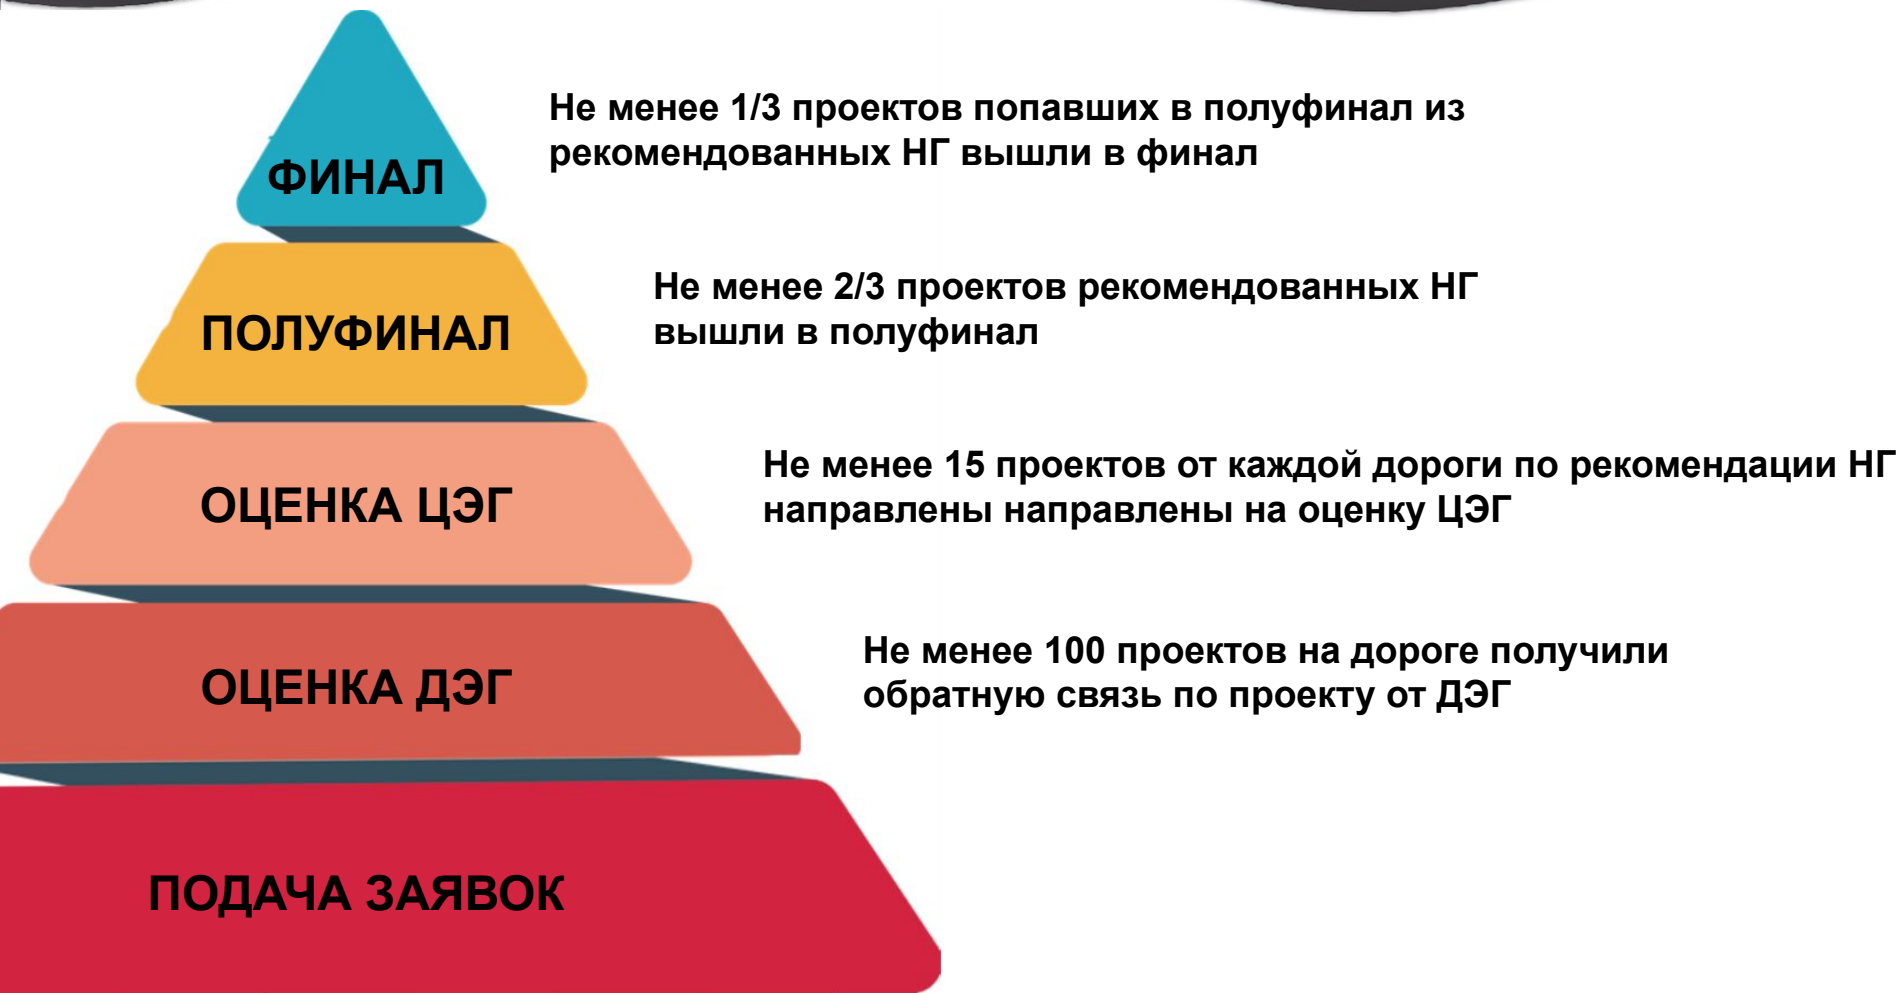 Не менее 1/3 проектов попавших в полуфинал из
рекомендованных НГ вышли в финал
ФИНАЛ
Не менее 2/3 проектов рекомендованных НГ
вышли в полуфинал
ПОЛУФИНАЛ
Не менее 15 проектов от каждой дороги по рекомендации НГ
направлены направлены на оценку ЦЭГ
ОЦЕНКА ЦЭГ
Не менее 100 проектов на дороге получили
обратную связь по проекту от ДЭГ
ОЦЕНКА ДЭГ
ПОДАЧА ЗАЯВОК